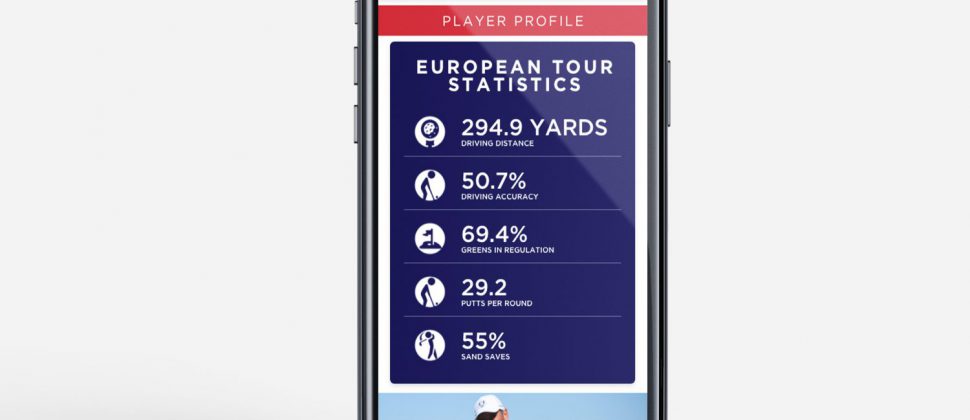 PLAYER PROFILE
EUROPEAN TOUR
STATISTICS
294.9 YARDS
DRIVING DISTANCE
50.7%
DRIVING ACCURACY
69.4%
GREENS IN REGULATION
29.2
PUTTS PER ROUND
55%
SAND SAVES